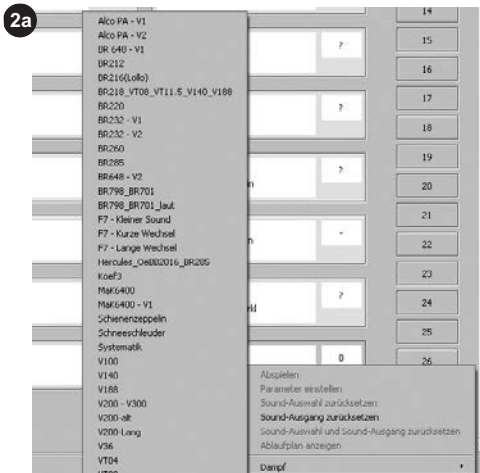 2a
Alco PA - V1
Alco PA - V2
BR 648 - V1
BR212
BR216(Lollo)
BR218_VT08_VT11.5_V140_V188
BR220
BR232 - V1
BR232 - V2
BR260
BR285
BR648 - V2
BR798_BR701
BR798_BR701_laut
F7 - Kleiner Sound
F7 - Kurze Wechsel
F7 - Lange Wechsel
Hercules_OeBB2016_BR285
Koef3
MaK6400
MaK6400 - V1
Schienenzeppelin
Schneeschleuder
Systematik
V100
V140
V188
V200 - V300
V200-alt
V200-Lang
V36
VT04
?
?
?
in
n
-
?
rkl
0
14
15
16
17
18
19
20
21
22
23
24
25
26
Abspielen
Parameter einstellen
Sound-Auswahl zurücksetzen
Sound-Ausgang zurücksetzen
Sound-Auswahl und Sound-Ausgang zurücksetzen
Ablaufplan anzeigen
Dampf